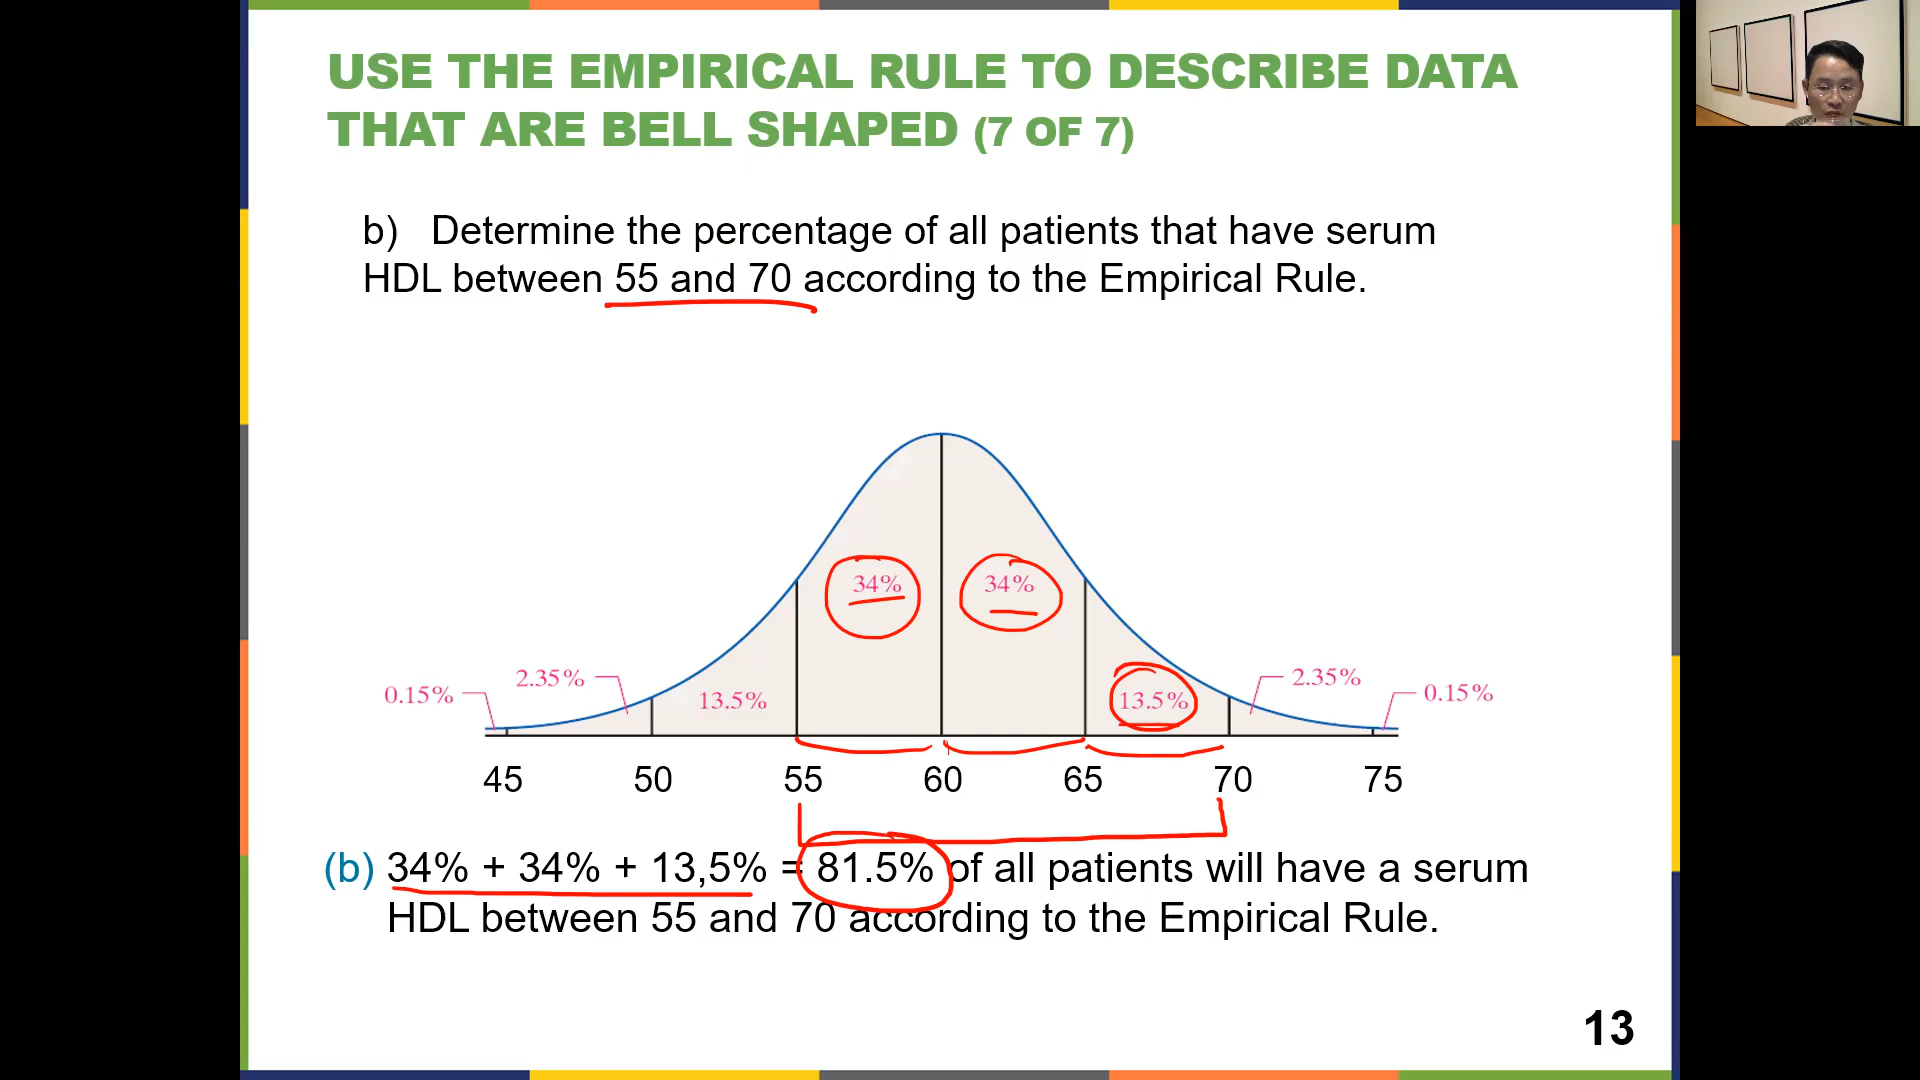 USE THE EMPIRICAL RULE TO DESCRIBE DATA
THAT ARE BELL SHAPED (7 OF 7)
b) Determine the percentage of all patients that have serum
HDL between 55 and 70 according to the Empirical Rule.
34% 34%
0.15% 2.35% 13.5% 13.5% 2.35% 0.15%
45 50 55 60 65 70 75
(b) 34% + 34% + 13,5% = 81.5% of all patients will have a serum
HDL between 55 and 70 according to the Empirical Rule.
13